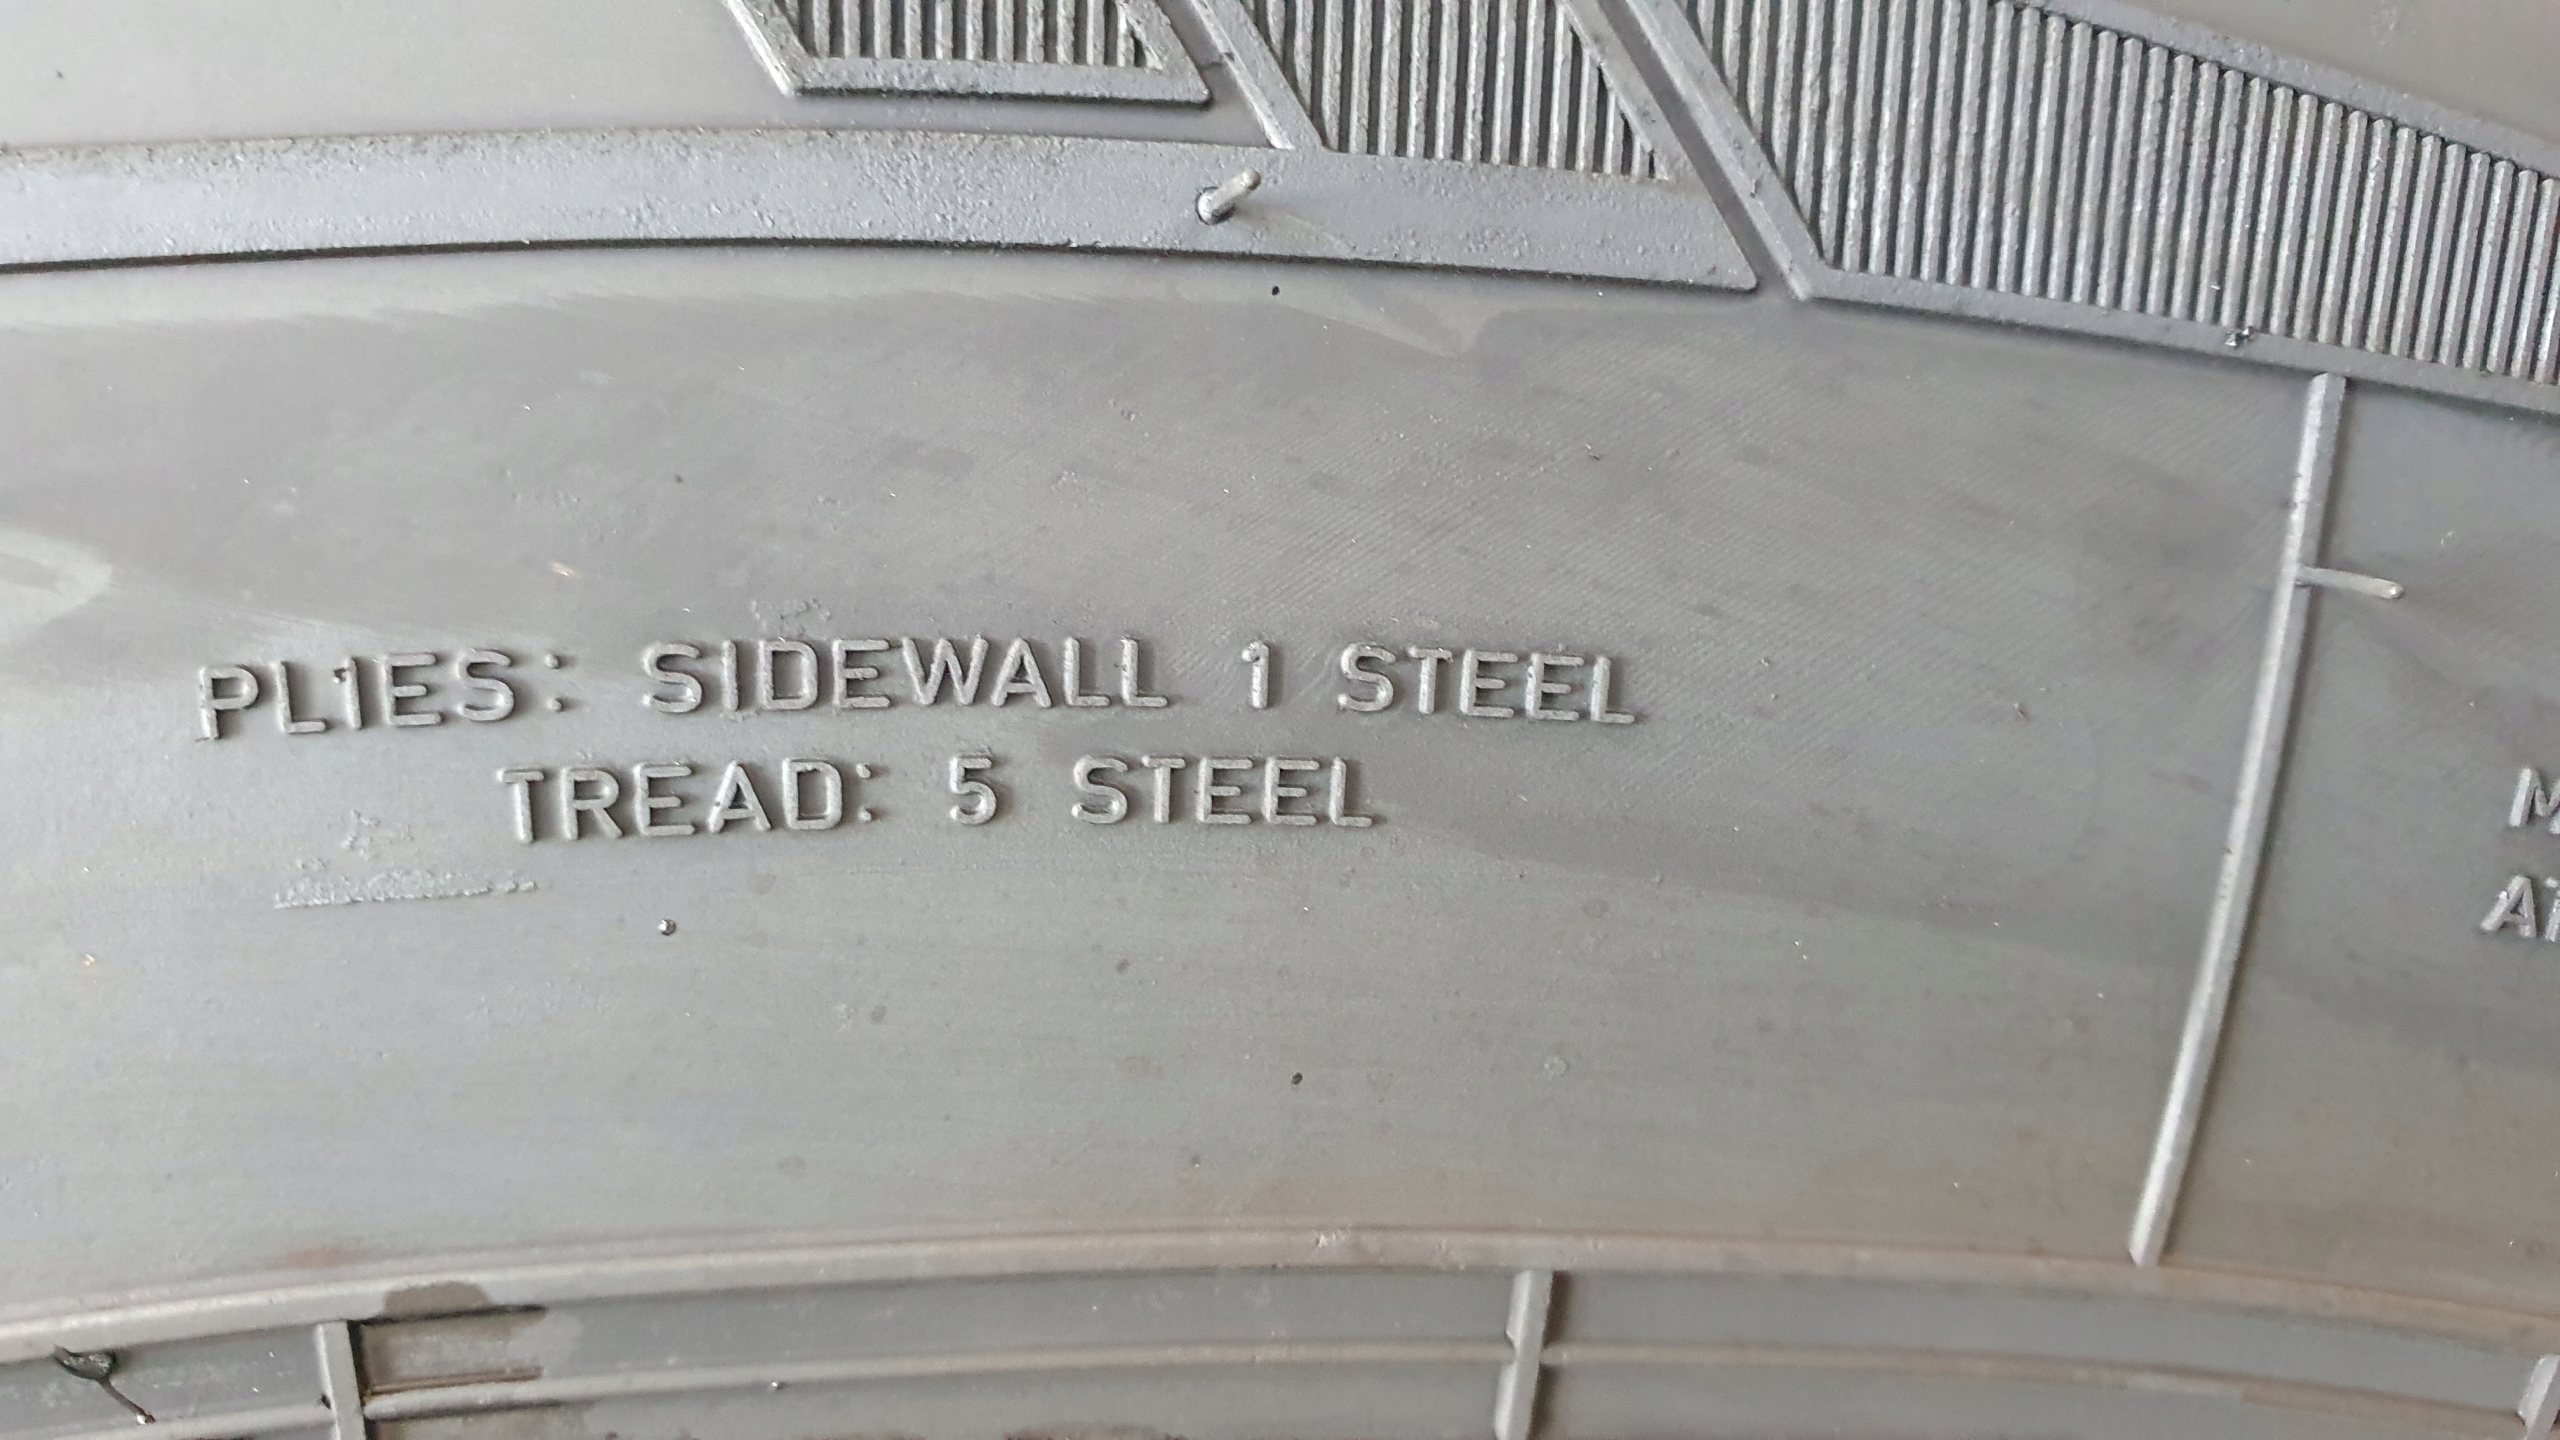 PLIES: SIDEWALL 1 STEEL
TREAD: 5 STEEL